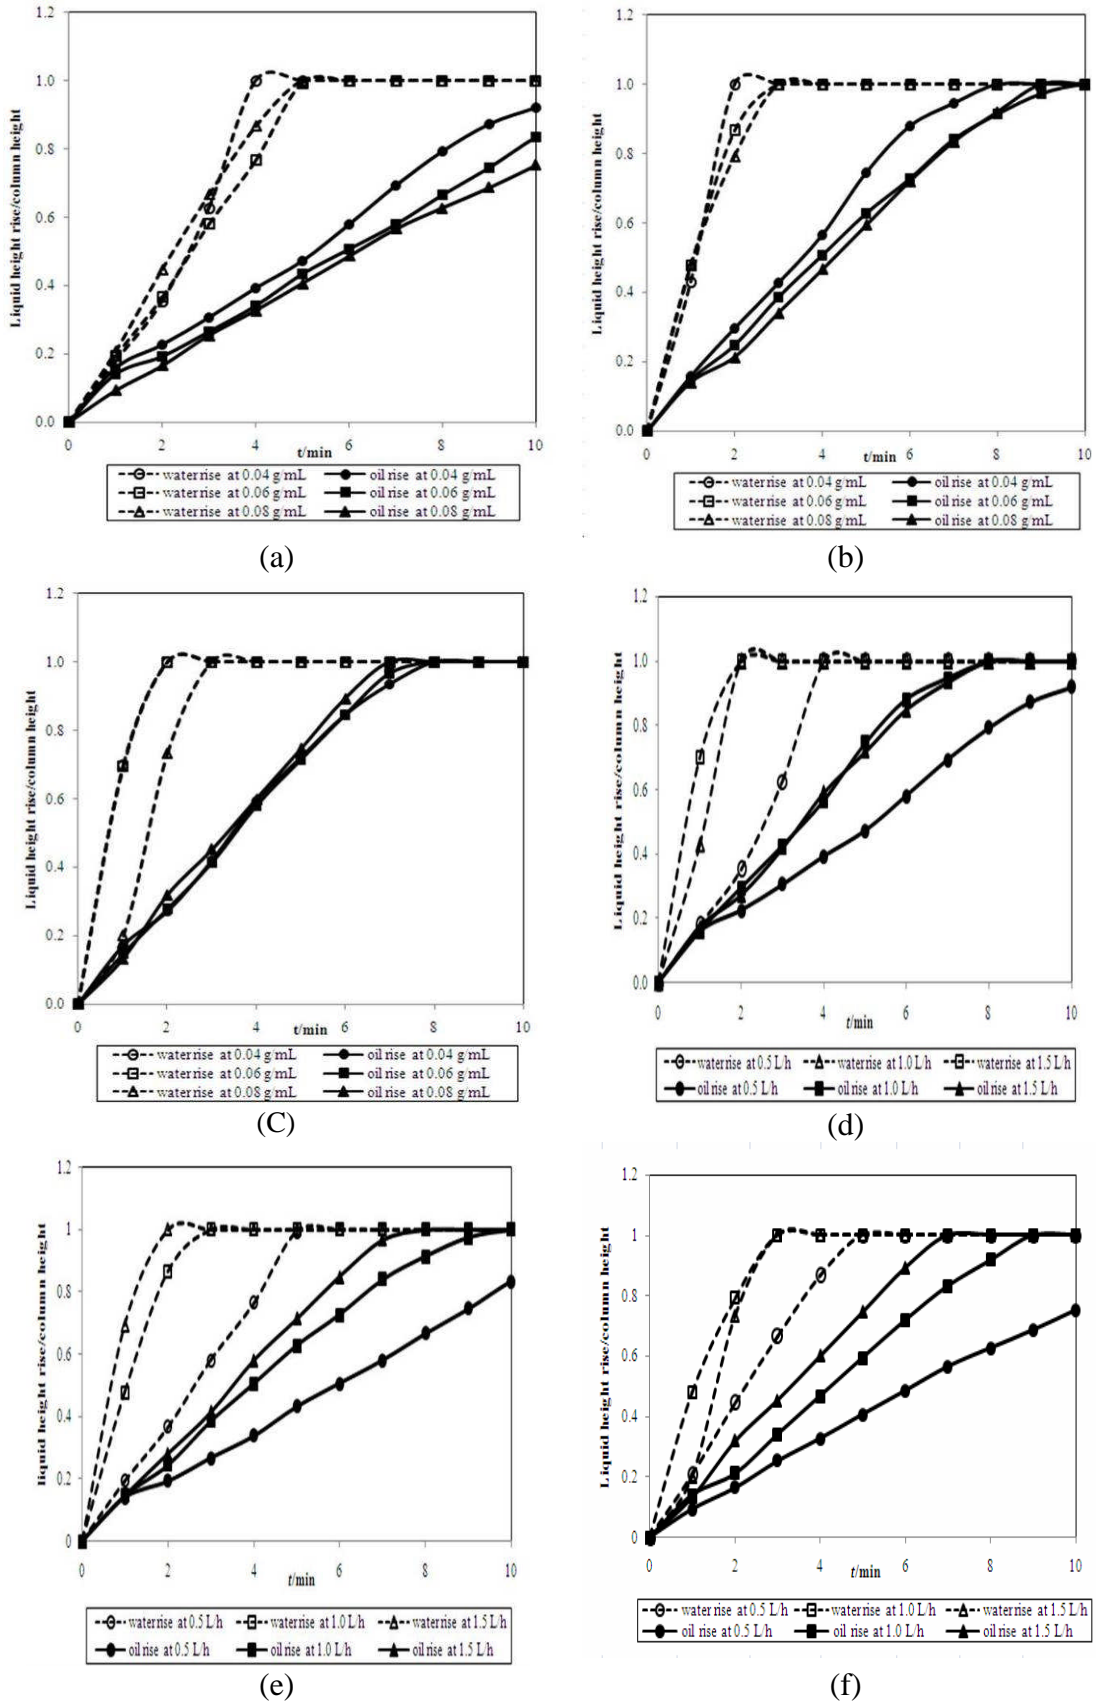 1.2
1.0
0.8
0.6
0.4
0.2
0.0
Liquid height rise/column height
0 2 4 6 8 10
t/min
water rise at 0.04 g/mL oil rise at 0.04 g/mL
water rise at 0.06 g/mL oil rise at 0.06 g/mL
water rise at 0.08 g/mL oil rise at 0.08 g/mL
(a)
1.2
1.0
0.8
0.6
0.4
0.2
0.0
Liquid height rise/column height
0 2 4 6 8 10
t/min
water rise at 0.04 g/mL oil rise at 0.04 g/mL
water rise at 0.06 g/mL oil rise at 0.06 g/mL
water rise at 0.08 g/mL oil rise at 0.08 g/mL
(b)
1.2
1.0
0.8
0.6
0.4
0.2
0.0
Liquid height rise/column height
0 2 4 6 8 10
t/min
water rise at 0.04 g/mL oil rise at 0.04 g/mL
water rise at 0.06 g/mL oil rise at 0.06 g/mL
water rise at 0.08 g/mL oil rise at 0.08 g/mL
(C)
1.2
1.0
0.8
0.6
0.4
0.2
0.0
Liquid height rise/column height
0 2 4 6 8 10
t/min
water rise at 0.5 L/h water rise at 1.0 L/h water rise at 1.5 L/h
oil rise at 0.5 L/h oil rise at 1.0 L/h oil rise at 1.5 L/h
(d)
1.2
1
0.8
0.6
0.4
0.2
0
liquid height rise/column height
0 2 4 6 8 10
t/min
water rise at 0.5 L/h water rise at 1.0 L/h water rise at 1.5 L/h
oil rise at 0.5 L/h oil rise at 1.0 L/h oil rise at 1.5 L/h
(e)
1.2
1
0.8
0.6
0.4
0.2
0
Liquid height rise/column height
0 2 4 6 8 10
t/min
water rise at 0.5 L/h water rise at 1.0 L/h water rise at 1.5 L/h
oil rise at 0.5 L/h oil rise at 1.0 L/h oil rise at 1.5 L/h
(f)